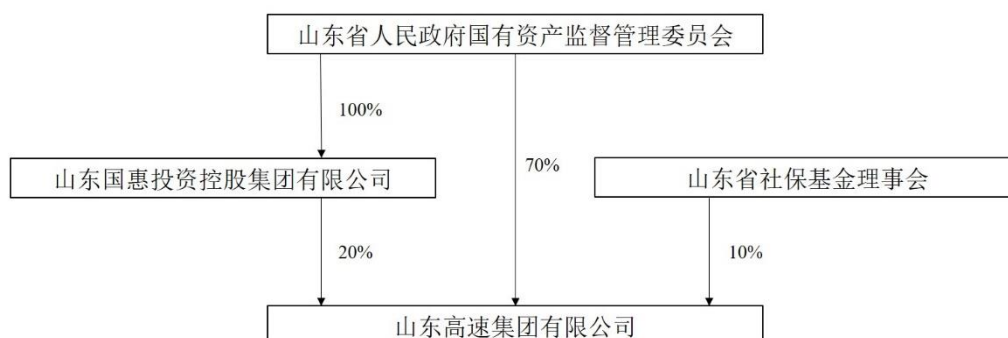 山东省人民政府国有资产监督管理委员会
100%
70%
山东国惠投资控股集团有限公司
山东省社保基金理事会
20%
10%
山东高速集团有限公司